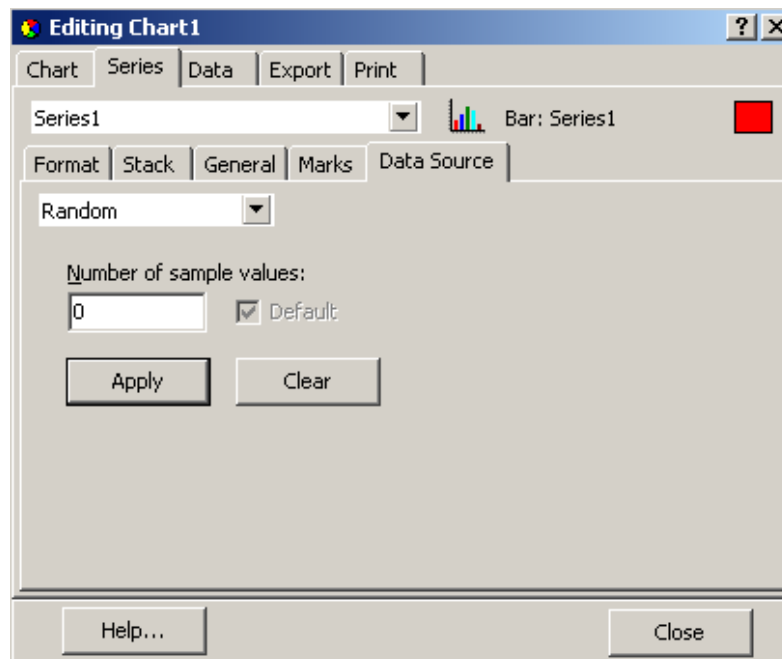 Editing Chart1
Chart Series Data Export Print
Series1 Bar: Series1
Format Stack General Marks Data Source
Random
Number of sample values:
0 Default
Apply Clear
Help... Close